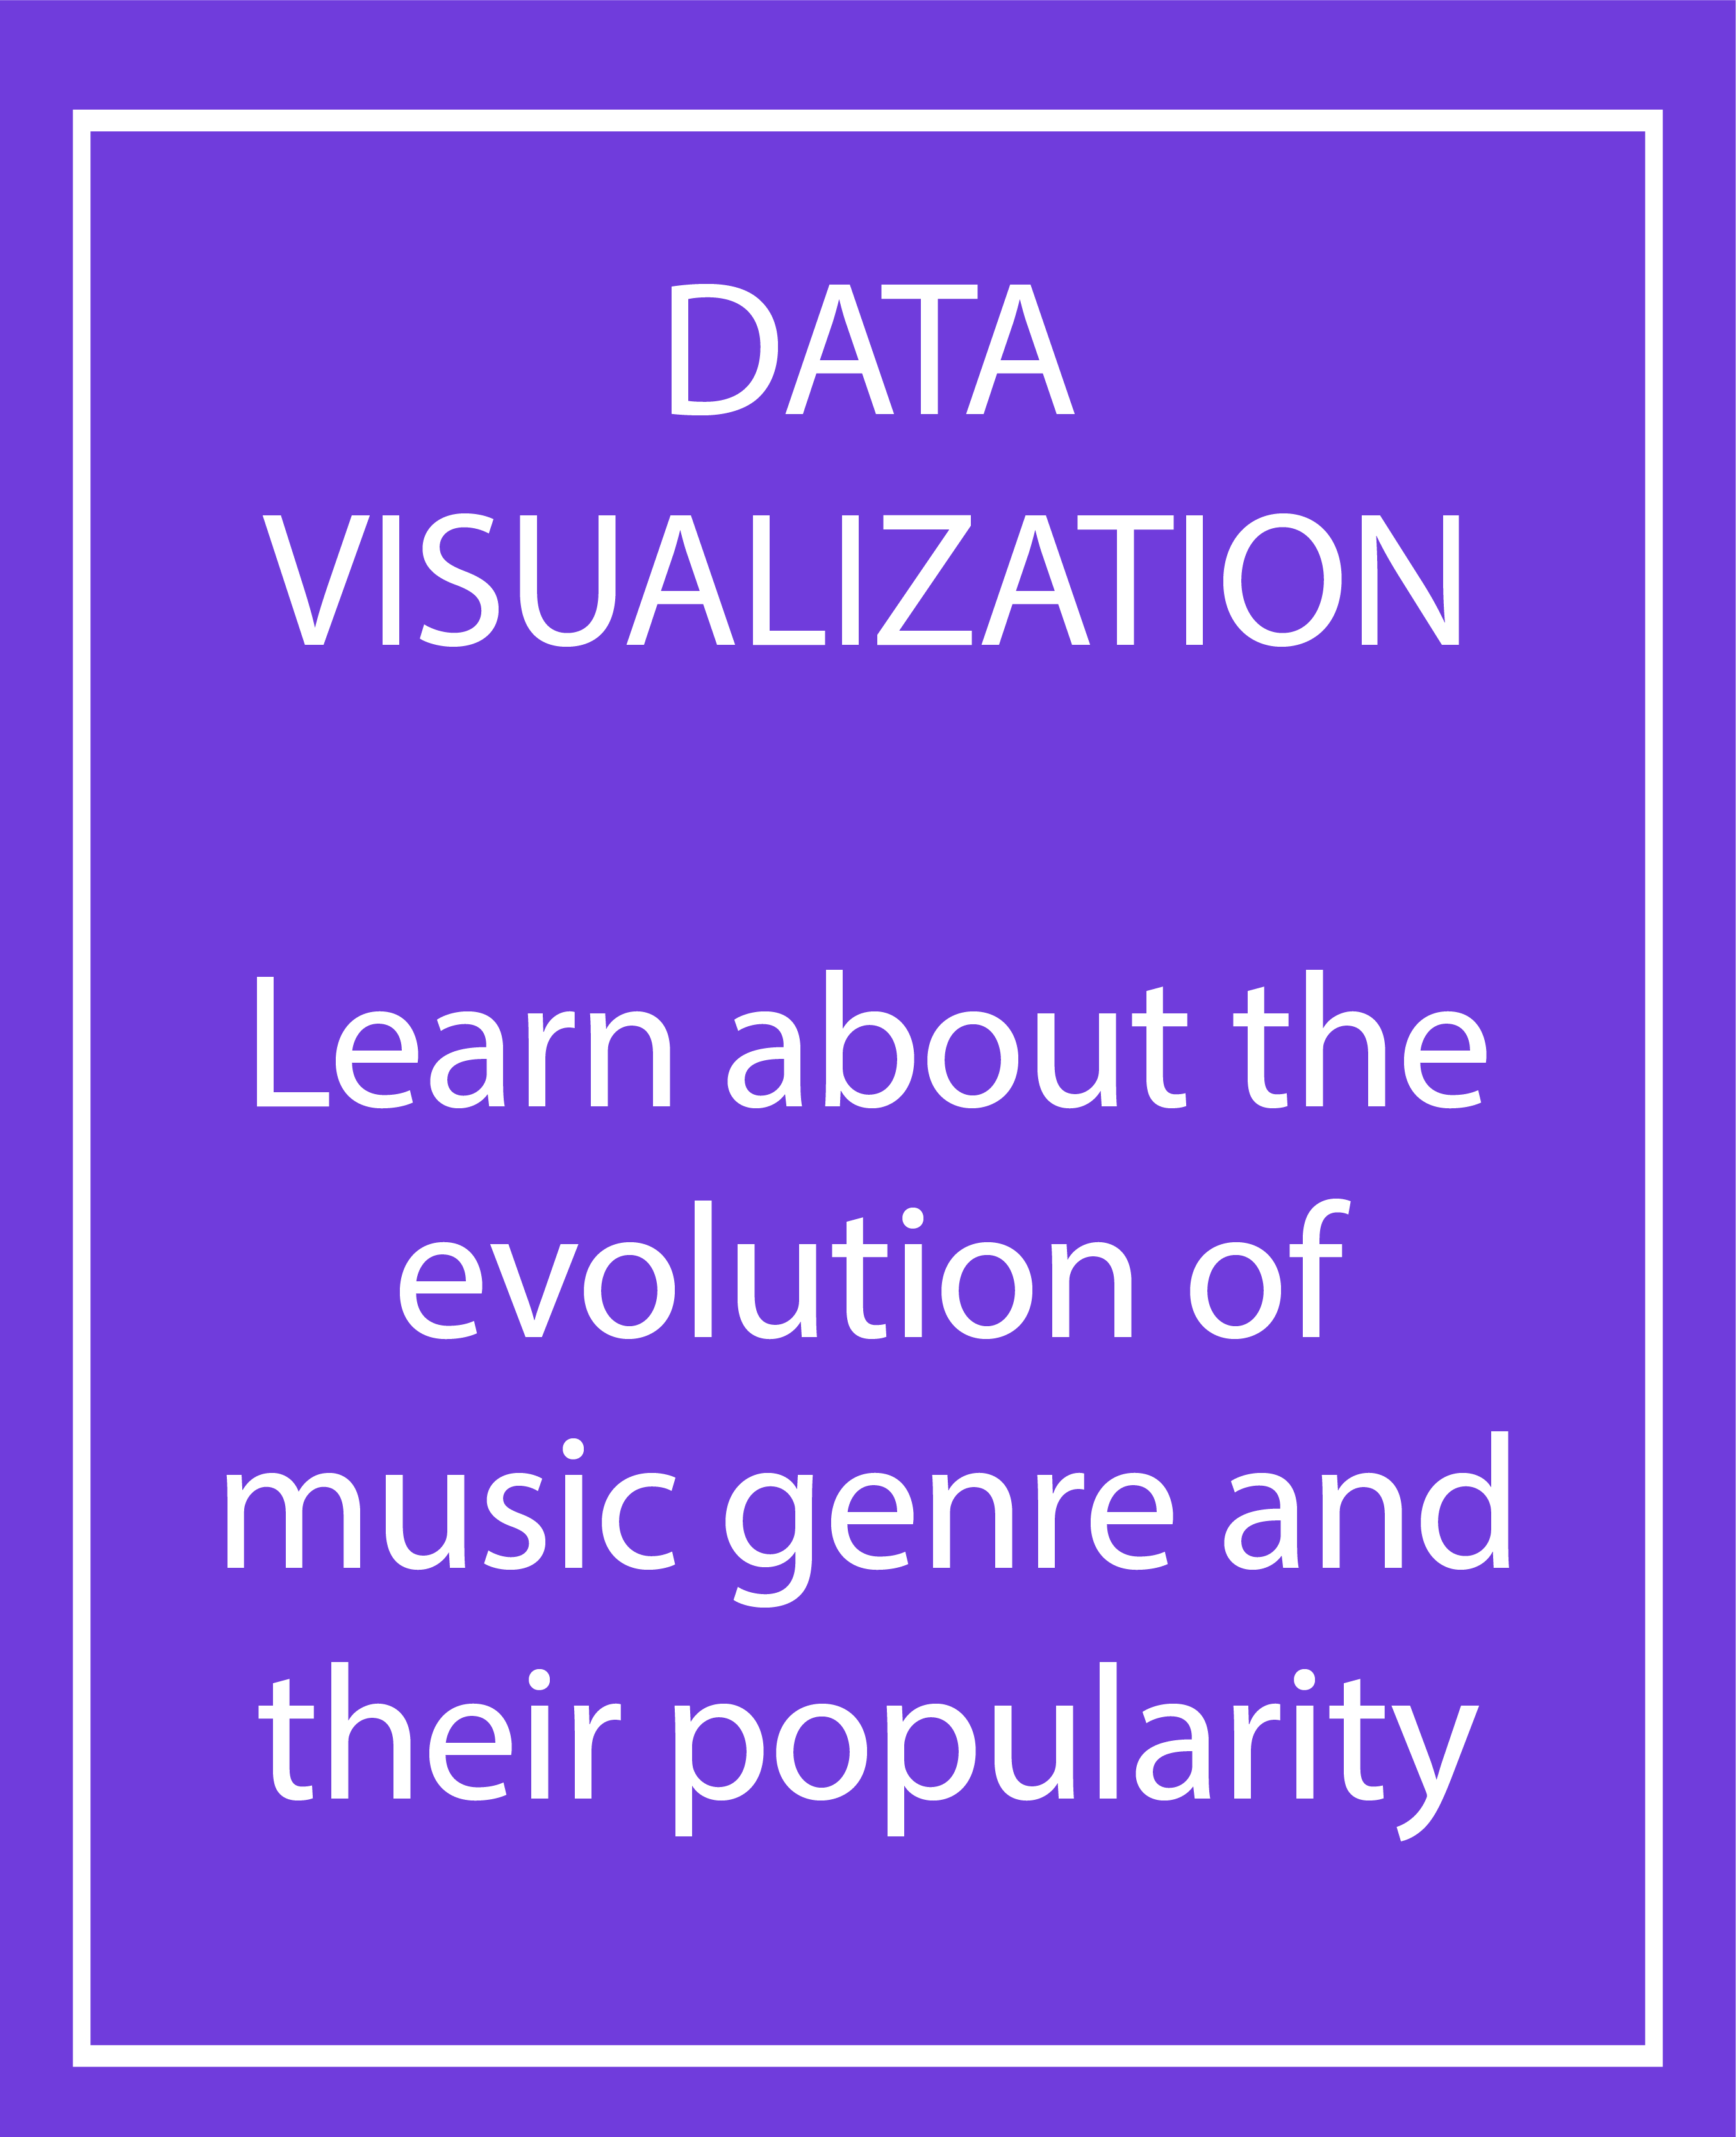 DATA
VISUALIZATION
Learn about the
evolution of
music genre and
their popularity